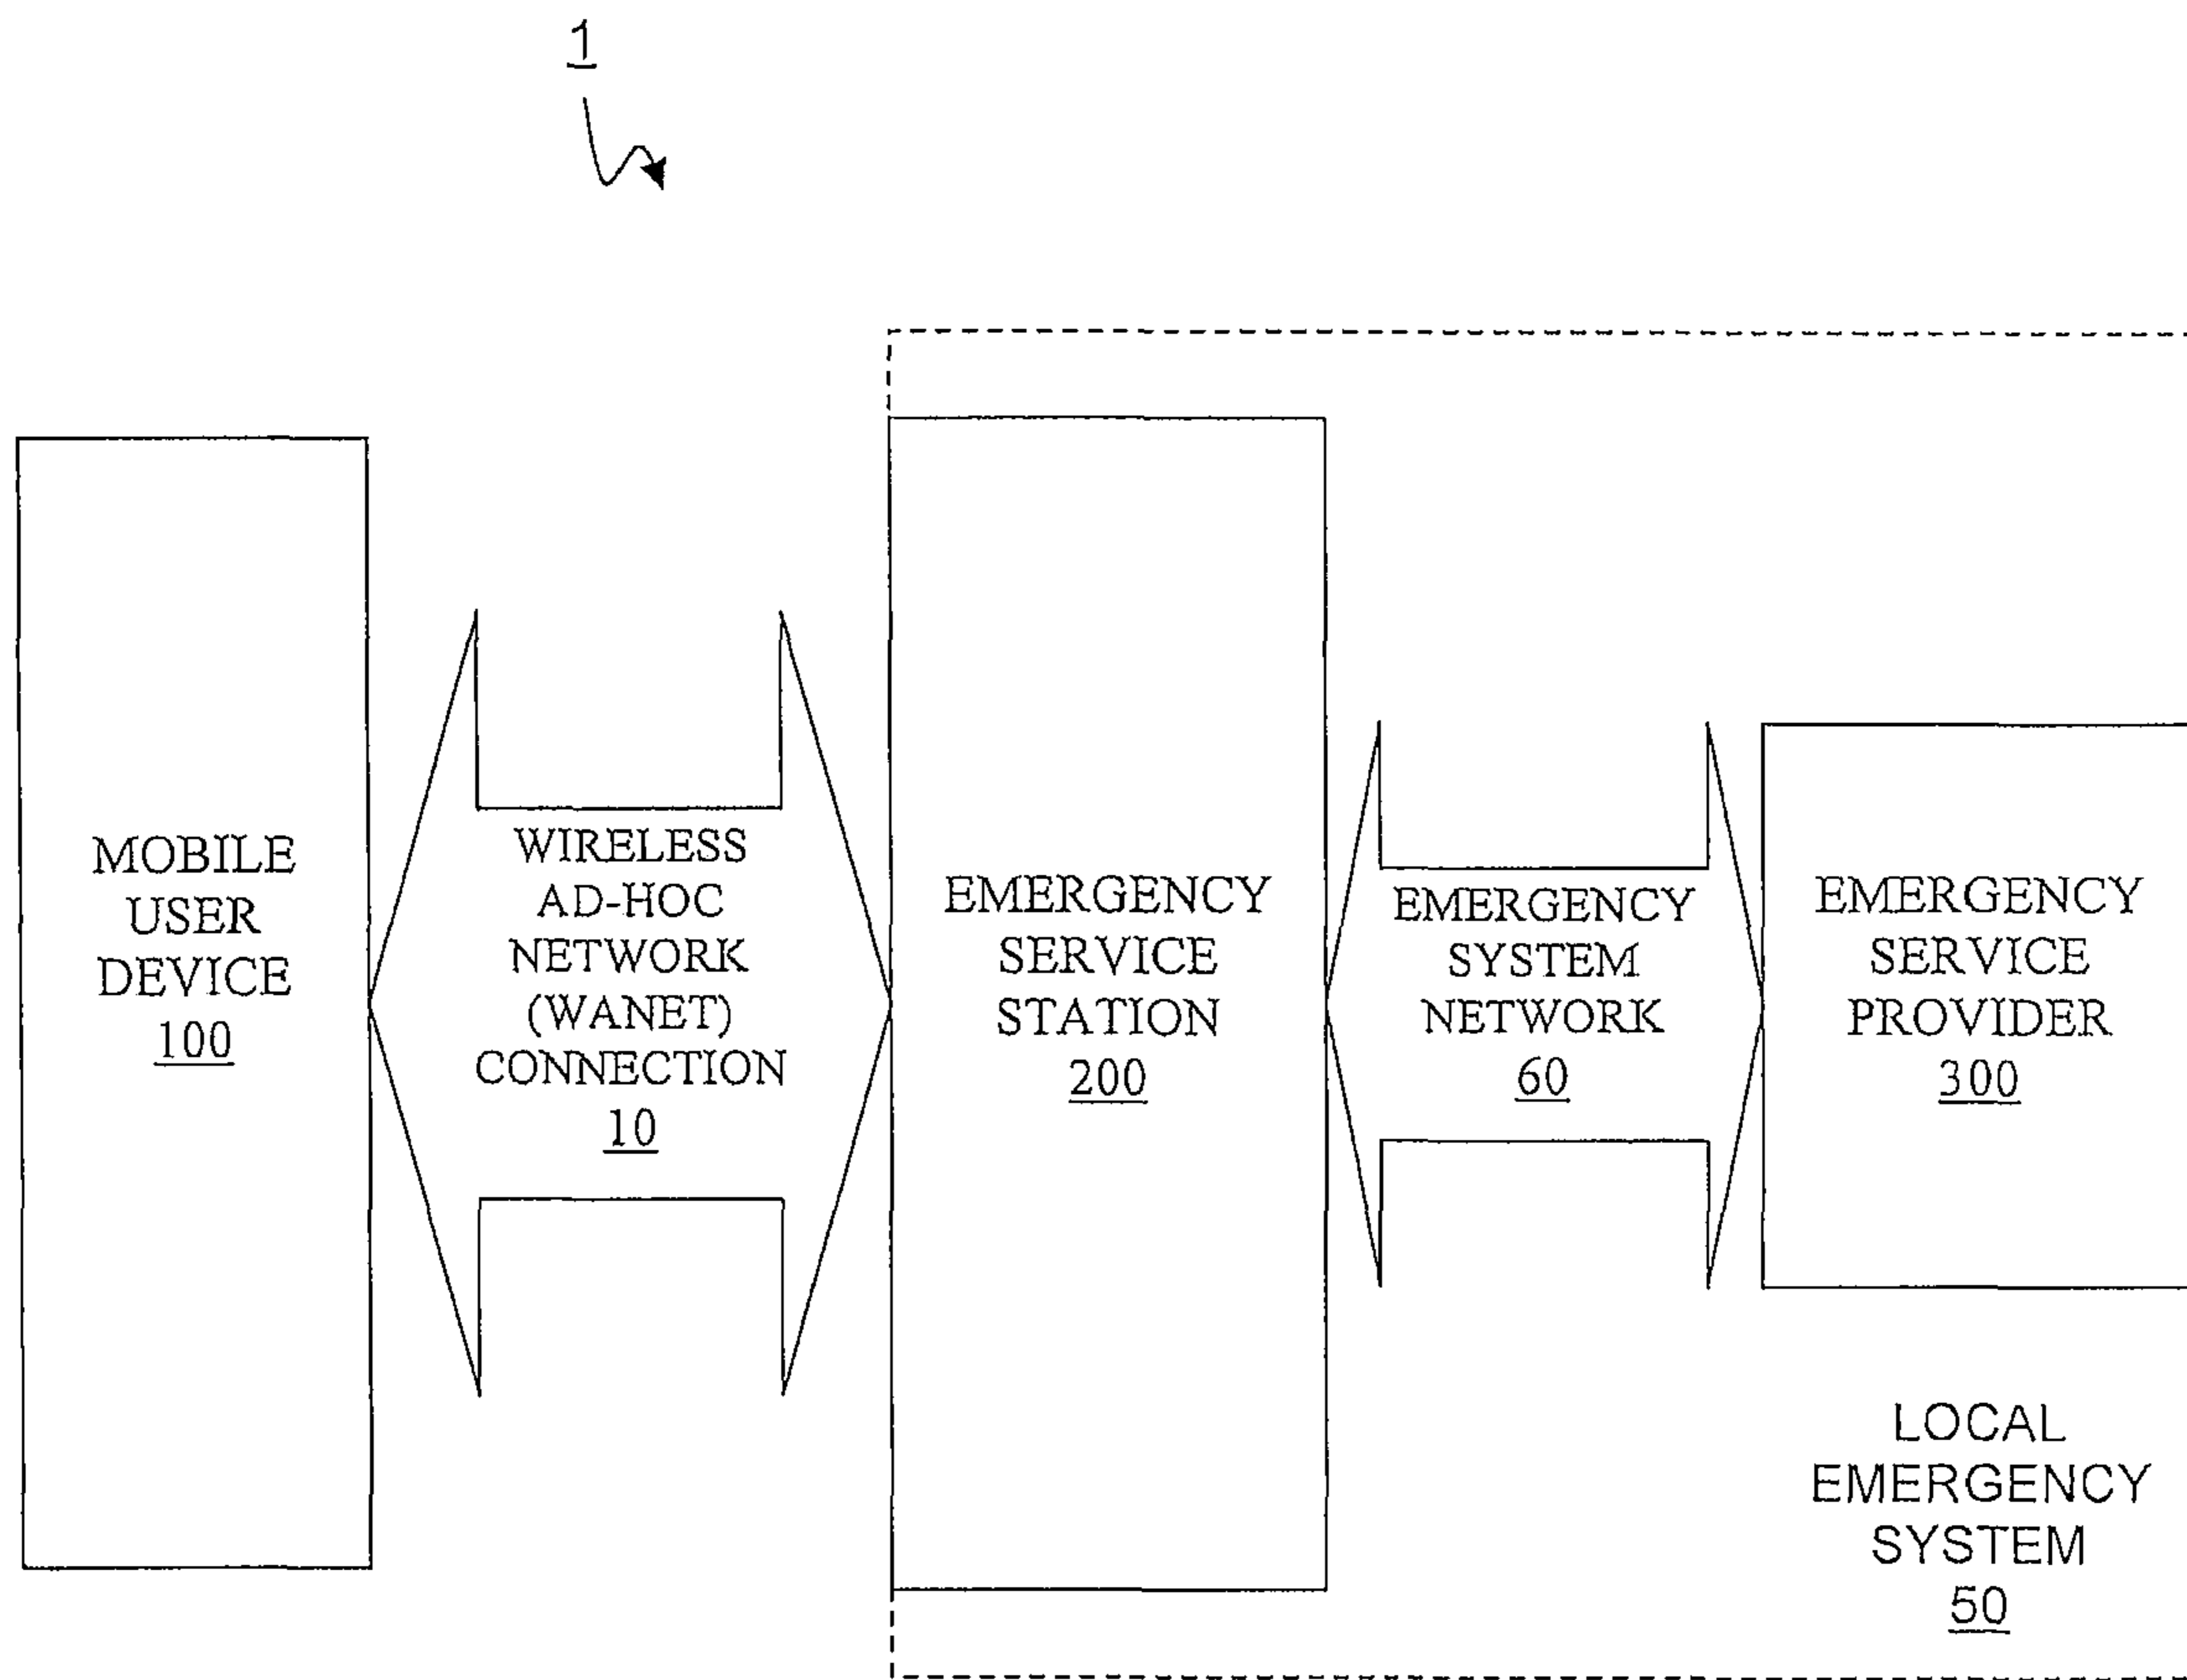 1
MOBILE
USER
DEVICE
100
WIRELESS
AD-HOC
NETWORK
(WANET)
CONNECTION
10
EMERGENCY
SERVICE
STATION
200
EMERGENCY
SYSTEM
NETWORK
60
EMERGENCY
SERVICE
PROVIDER
300
LOCAL
EMERGENCY
SYSTEM
50